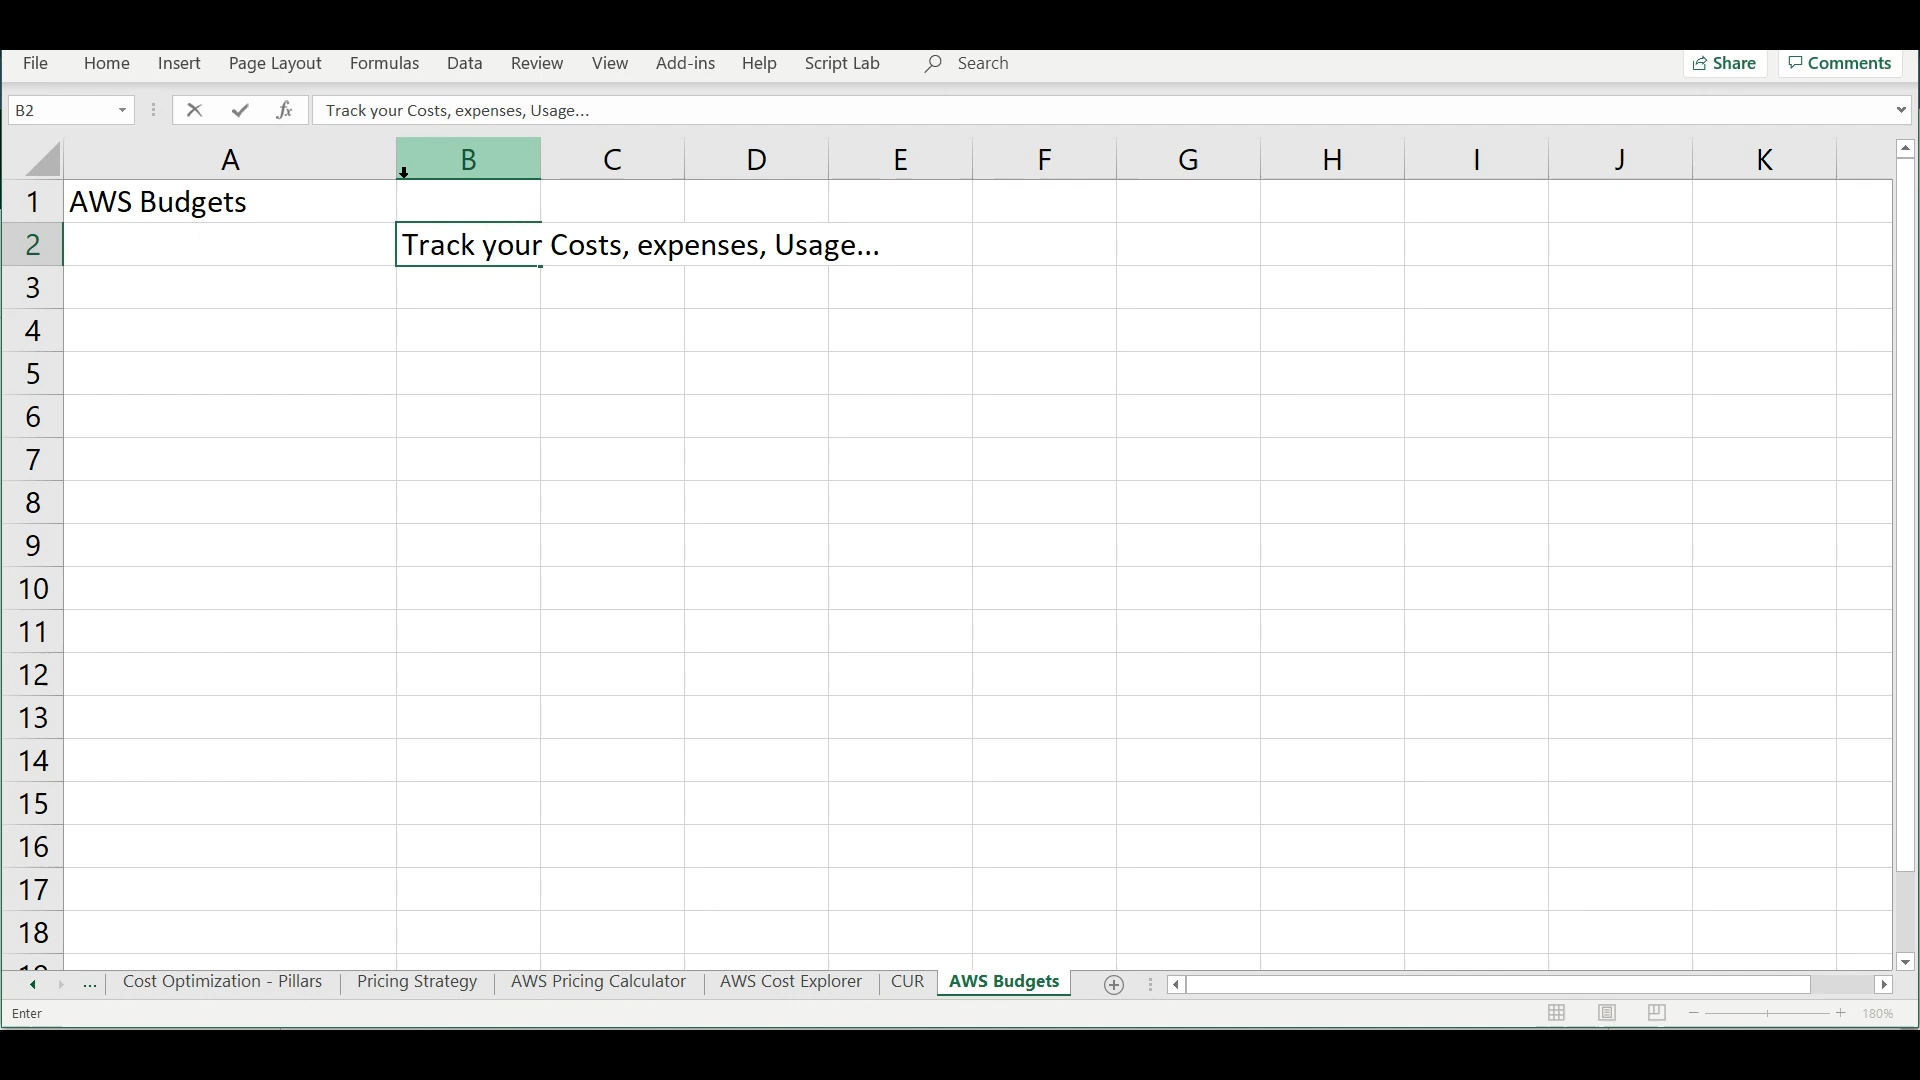 File Home Insert Page Layout Formulas Data Review View Add-ins Help Script Lab Search Share Comments
B2 fx Track your Costs, expenses, Usage...
A B C D E F G H I J K
1 AWS Budgets
2 Track your Costs, expenses, Usage...
3
4
5
6
7
8
9
10
11
12
13
14
15
16
17
18
... Cost Optimization - Pillars Pricing Strategy AWS Pricing Calculator AWS Cost Explorer CUR AWS Budgets
Enter 180%